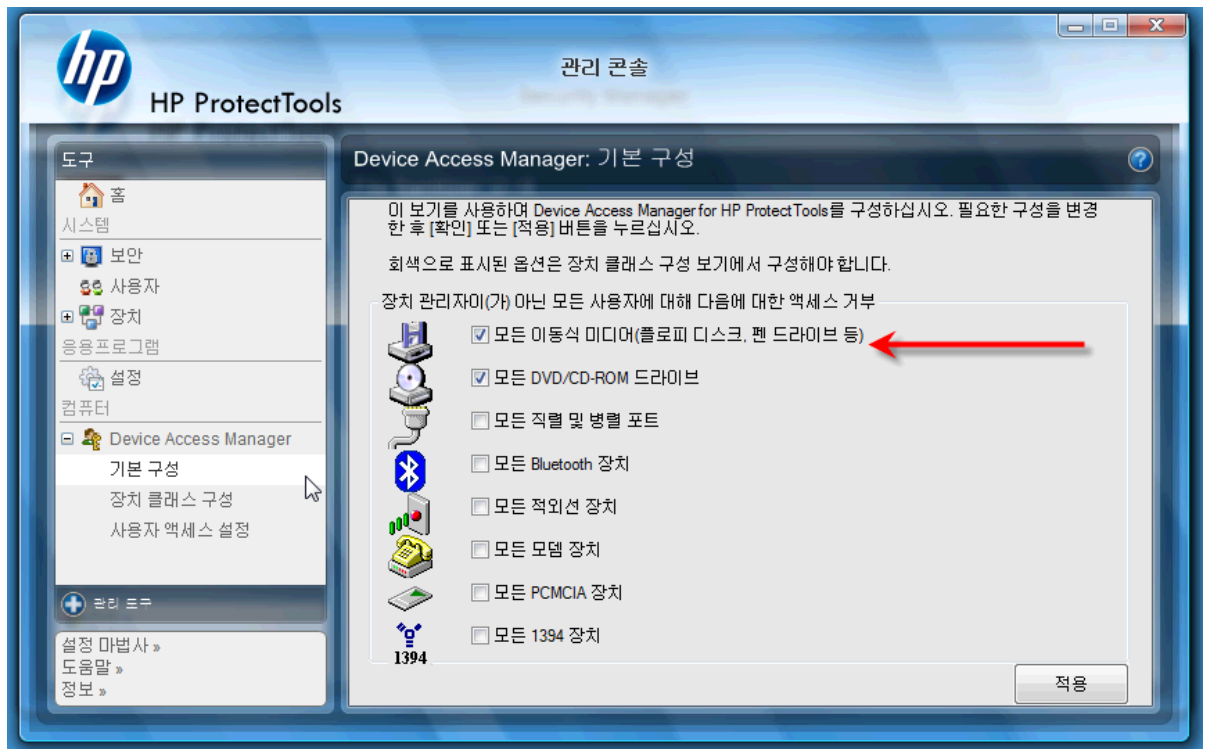 hp
HP ProtectTools
관리 콘솔
도구
홈
시스템
보안
사용자
장치
응용프로그램
설정
컴퓨터
Device Access Manager
기본 구성
장치 클래스 구성
사용자 액세스 설정
관리 도구
설정 마법사 »
도움말 »
정보 »
Device Access Manager: 기본 구성
이 보기를 사용하여 Device Access Manager for HP ProtectTools를 구성하십시오. 필요한 구성을 변경
한 후 [확인] 또는 [적용] 버튼을 누르십시오.
회색으로 표시된 옵션은 장치 클래스 구성 보기에서 구성해야 합니다.
장치 관리자이(가) 아닌 모든 사용자에 대해 다음에 대한 액세스 거부
모든 이동식 미디어(플로피 디스크, 펜 드라이브 등)
모든 DVD/CD-ROM 드라이브
모든 직렬 및 병렬 포트
모든 Bluetooth 장치
모든 적외선 장치
모든 모뎀 장치
모든 PCMCIA 장치
모든 1394 장치
1394
적용